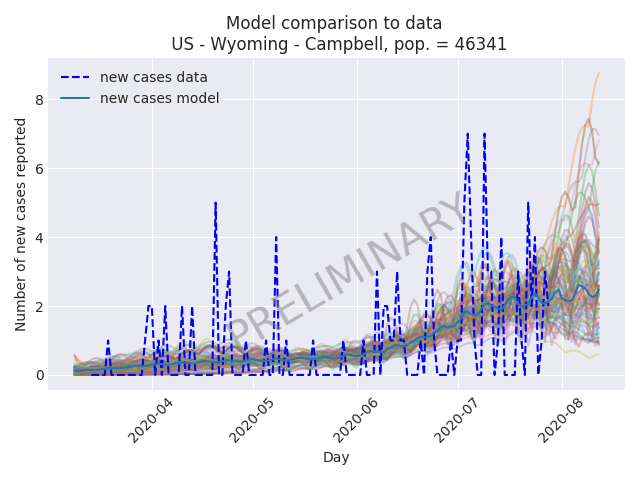 Model comparison to data
US - Wyoming - Campbell, pop. = 46341
new cases data
new cases model
Number of new cases reported
8
6
4
2
0
PRELIMINARY
2020-04
2020-05
2020-06
2020-07
2020-08
Day